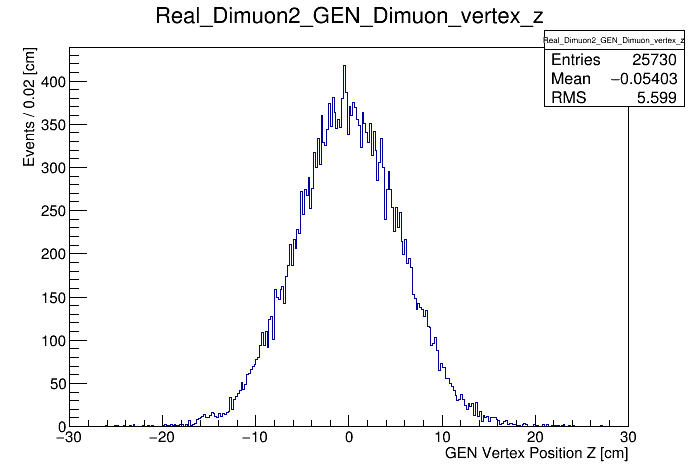 Real_Dimuon2_GEN_Dimuon_vertex_z
Real_Dimuon2_GEN_Dimuon_vertex_z
Entries 25730
Mean −0.05403
RMS 5.599
Events / 0.02 [cm]
400
350
300
250
200
150
100
50
0
−30 −20 −10 0 10 20 30
GEN Vertex Position Z [cm]